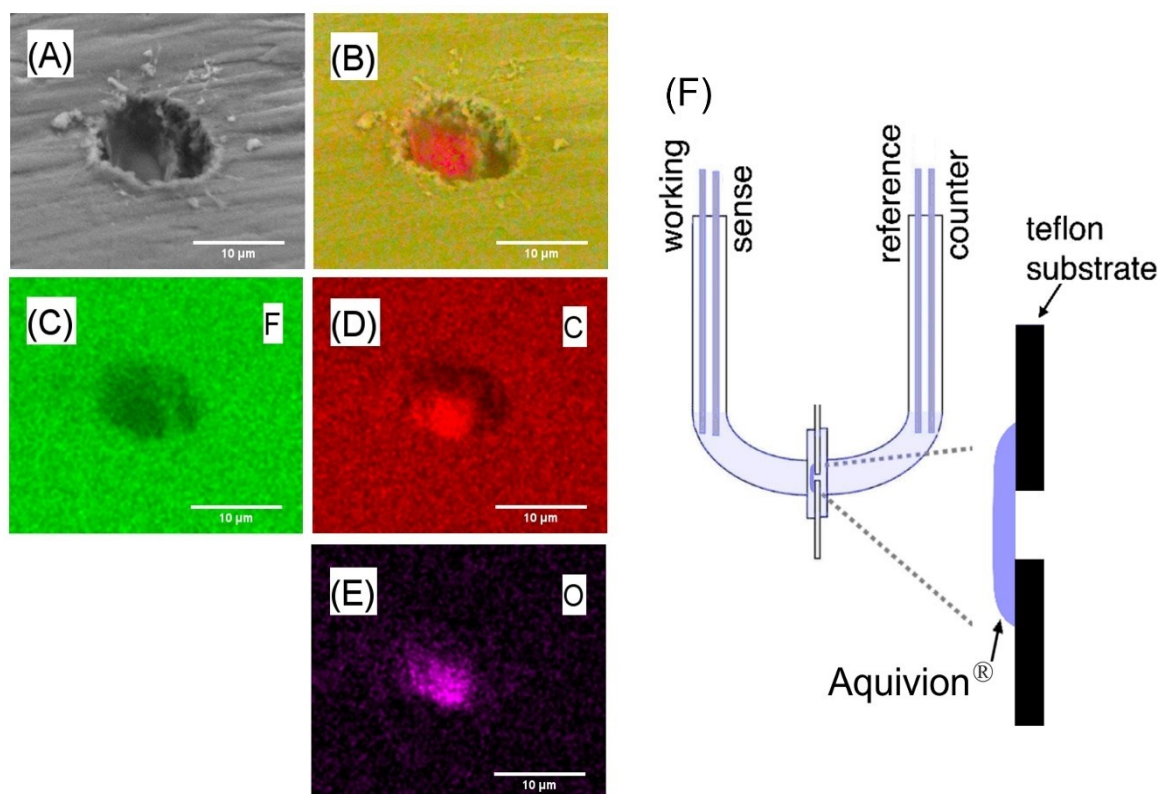 (A)
10 µm
(B)
10 µm
(C)
F
10 µm
(D)
C
10 µm
(E)
O
10 µm
(F)
working
sense
reference
counter
teflon
substrate
Aquivion®